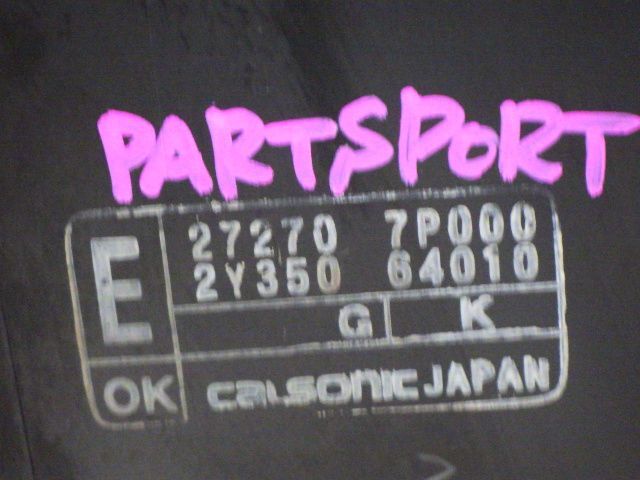 PARTSPORT
E 27270 7P000
2Y350 64010
G K
OK CALSONIC JAPAN